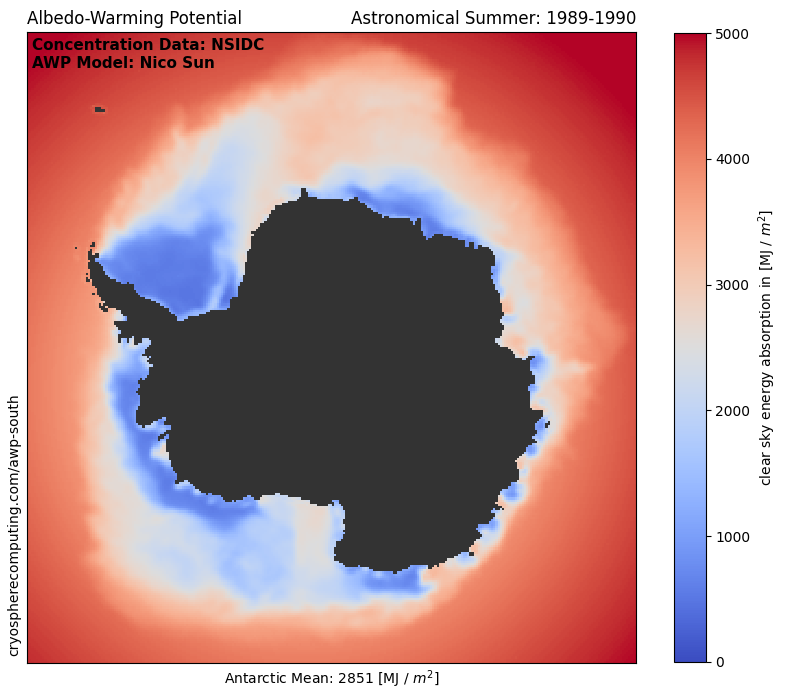 Albedo-Warming Potential
Astronomical Summer: 1989-1990
Concentration Data: NSIDC
AWP Model: Nico Sun
cryospherecomputing.com/awp-south
Antarctic Mean: 2851 [MJ / m²]
5000
4000
3000
2000
1000
0
clear sky energy absorption in [MJ / m²]